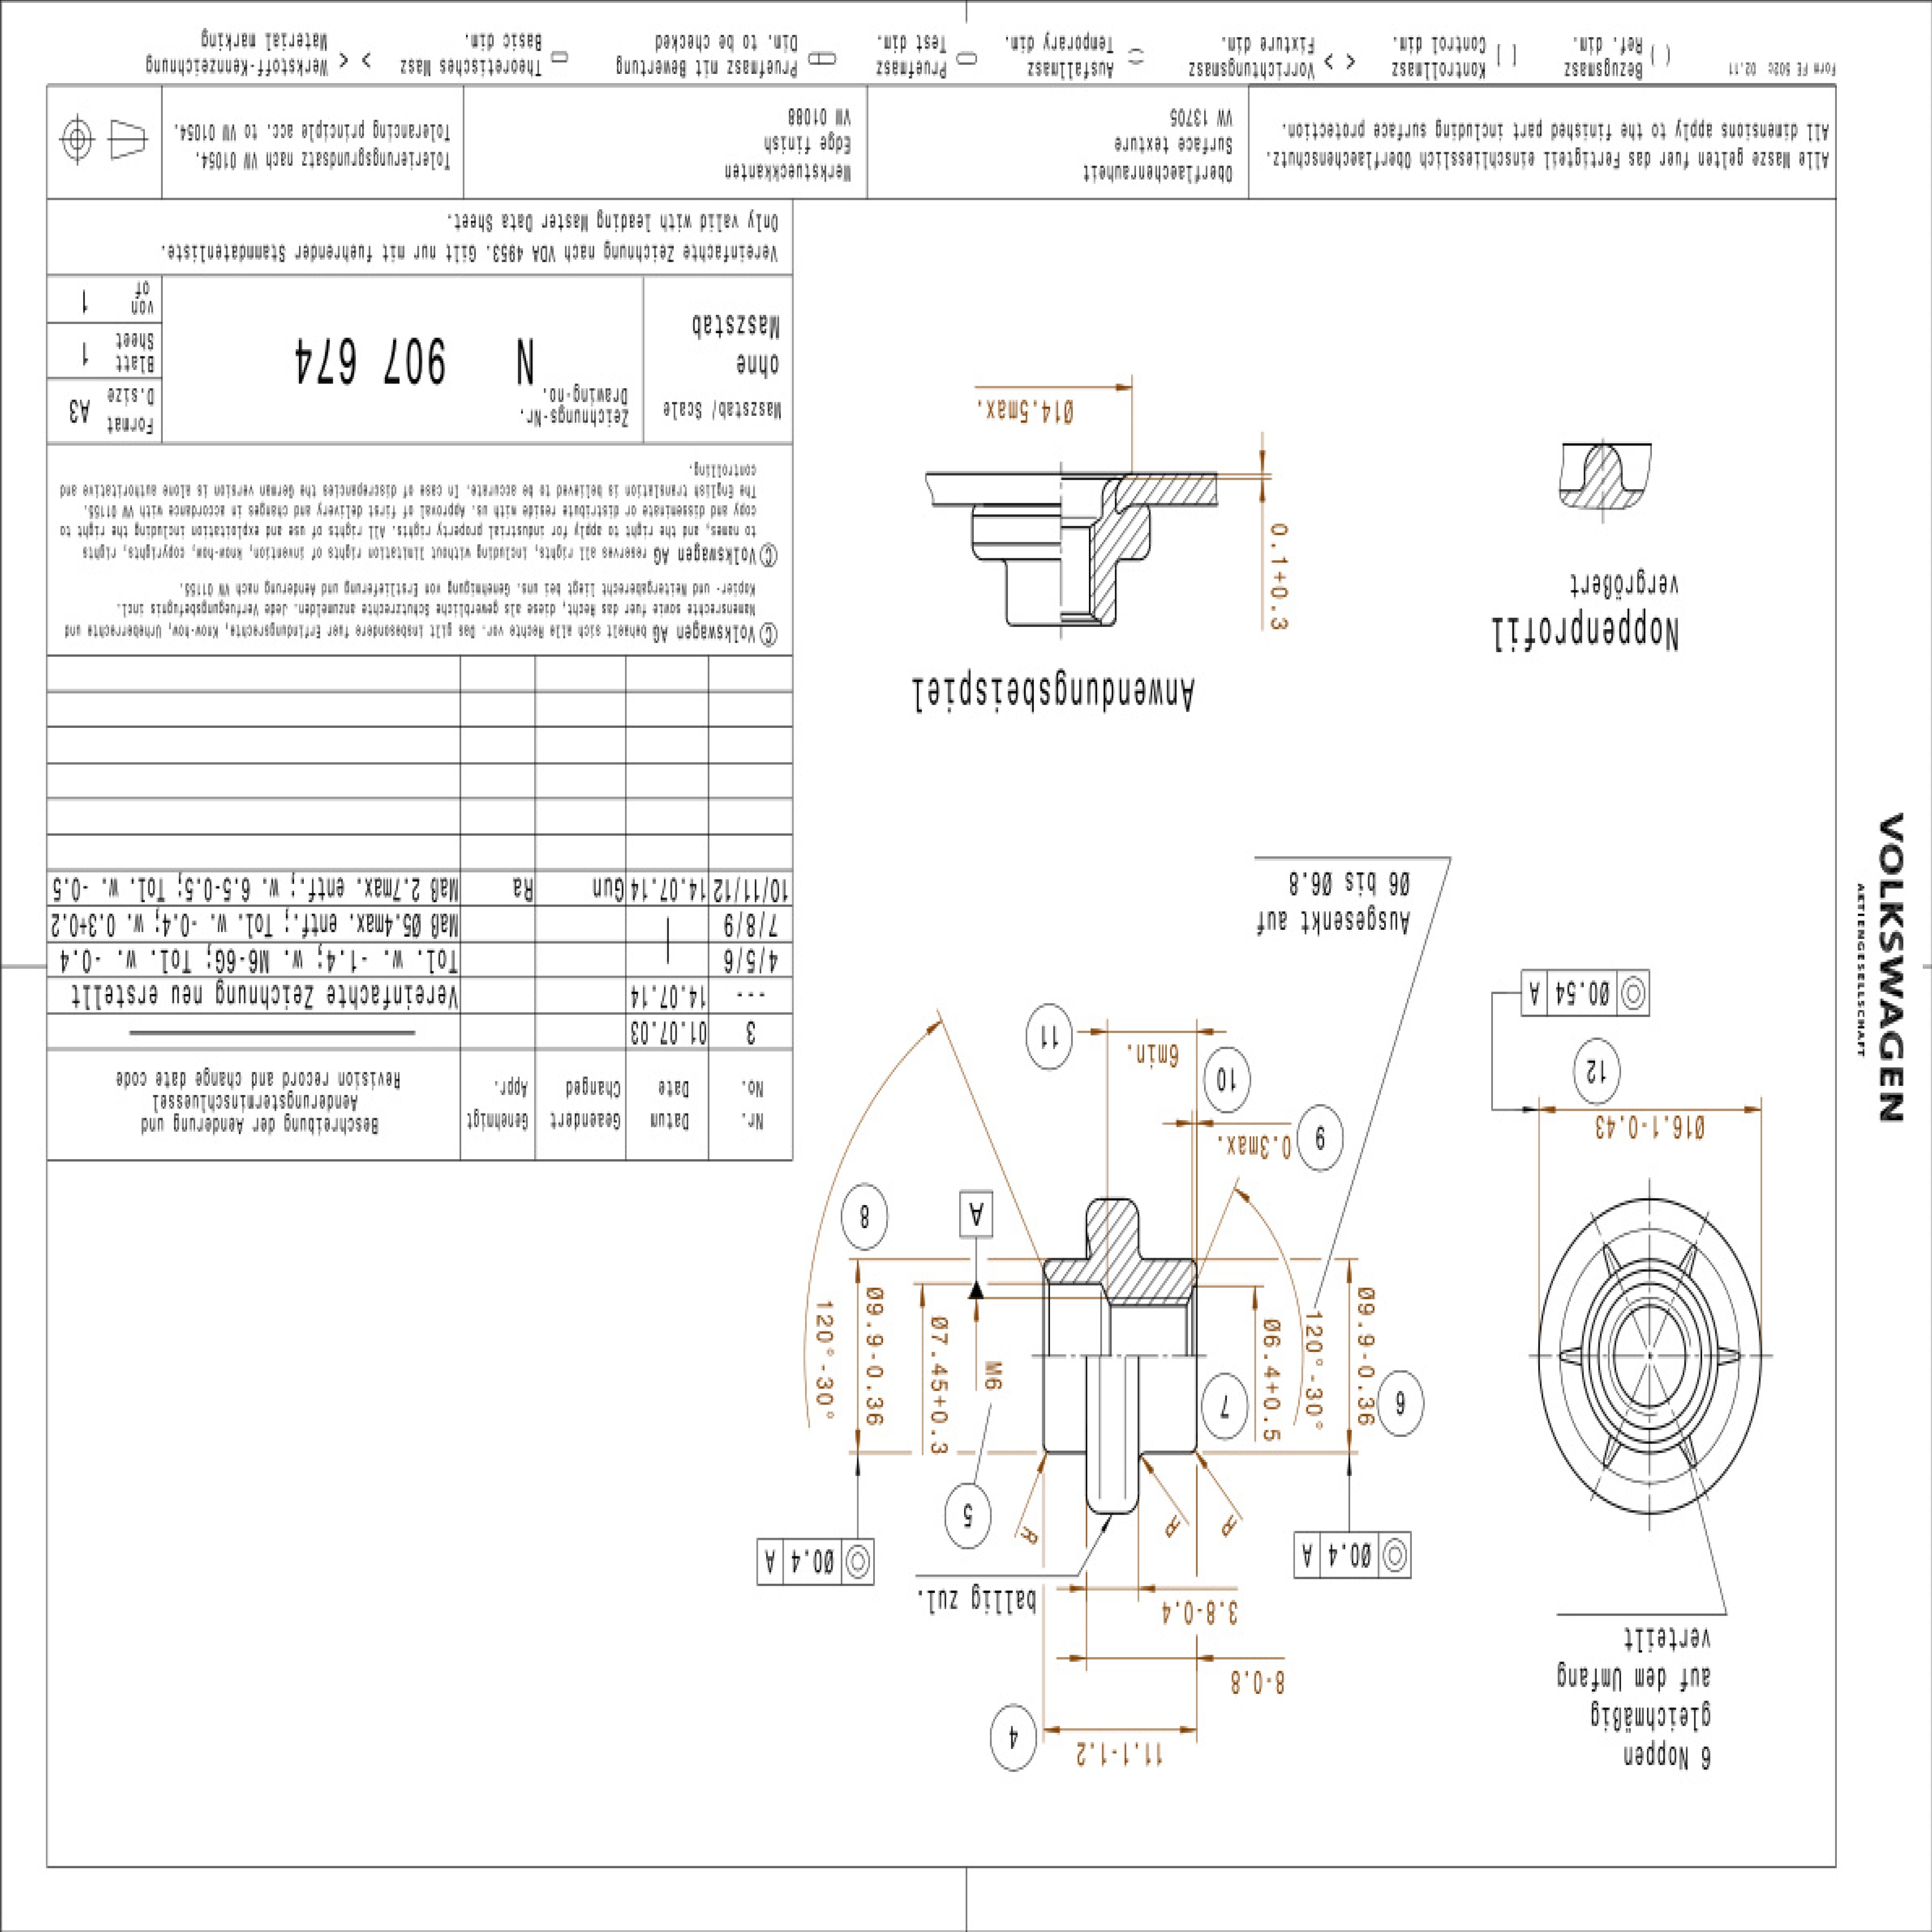 6 Noppen
gleichmäßig
auf dem Umfang
verteilt
11.1-1.2
4
8-0.8
3.8-0.4
ballig zul.
Ø0.4 A
Ø0.4 A
R
R
R
5
6
7
Ø9.9-0.36
120°-30°
Ø6.4+0.5
M6
Ø7.45+0.3
Ø9.9-0.36
120°-30°
8
A
Ø16.1-0.43
12
Ø0.54 A
9
0.3max.
10
6min.
11
Ausgesenkt auf
Ø6 bis Ø6.8
VOLKSWAGEN
AKTIENGESELLSCHAFT
Noppenprofil
vergrößert
Anwendungsbeispiel
0.1+0.3
Ø14.5max.
Nr. Datum Geaendert Genehmigt Beschreibung der Aenderung und
Aenderungsterminschluessel
No. Date Changed Appr. Revision record and change date code
3 01.07.03
--- 14.07.14 Vereinfachte Zeichnung neu erstellt
4/5/6 | Tol. w. -1.4; w. M6-6G; Tol. w. -0.4
7/8/9 | Maß Ø5.4max. entf.; Tol. w. -0.4; w. 0.3+0.2
10/11/12 14.07.14 Gun Ra Maß 2.7max. entf.; w. 6.5-0.5; Tol. w. -0.5
© Volkswagen AG behaelt sich alle Rechte vor. Das gilt insbesondere fuer Erfindungsrechte, Know-how, Urheberrechte und
Namensrechte sowie fuer das Recht, diese als gewerbliche Schutzrechte anzumelden. Jede Verfuegungsbefugnis incl.
Kopier- und Weitergaberecht liegt bei uns. Genehmigung von Erstlieferung und Aenderung nach VW 01155.
© Volkswagen AG reserves all rights, including without limitation rights of invention, know-how, copyrights, rights
to names, and the right to apply for industrial property rights. All rights of use and exploitation including the right to
copy and disseminate or distribute reside with us. Approval of first delivery and changes in accordance with VW 01155.
The English translation is believed to be accurate. In case of discrepancies the German version is alone authoritative and
controlling.
Maszstab/ Scale
ohne
Maszstab
Zeichnungs-Nr.
Drawing-no.
N 907 674
Format
D.size A3
Blatt
Sheet 1
von
of 1
Vereinfachte Zeichnung nach VDA 4953. Gilt nur mit fuehrender Stammdatenliste.
Only valid with leading Master Data Sheet.
Alle Masze gelten fuer das Fertigteil einschliesslich Oberflaechenschutz.
All dimensions apply to the finished part including surface protection.
Oberflaechenrauheit
Surface texture
VW 13705
Werkstueckkanten
Edge finish
VW 01088
Tolerierungsgrundsatz nach VW 01054.
Tolerancing principle acc. to VW 01054.
Form FE 502c 02.11
( ) Bezugsmasz
Ref. dim.
[ ] Kontrollmasz
Control dim.
< > Vorrichtungsmasz
Fixture dim.
Ausfallmasz
Temporary dim.
Pruefmasz
Test dim.
Pruefmasz mit Bewertung
Dim. to be checked
Theoretisches Masz
Basic dim.
> < Werkstoff-Kennzeichnung
Material marking